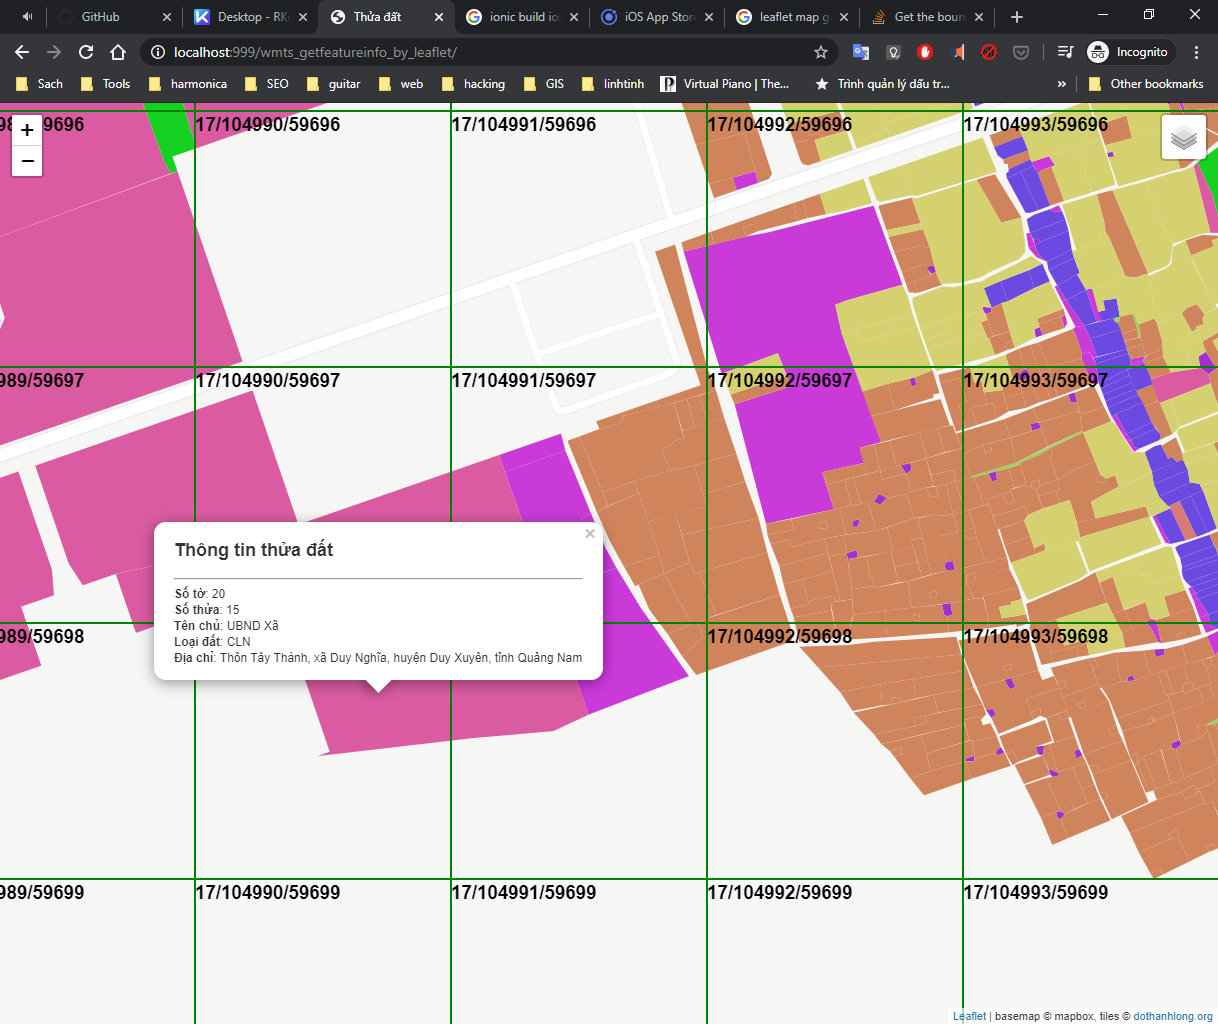 GitHub
Desktop - RK
Thửa đất
ionic build io
iOS App Stor
leaflet map g
Get the boun
localhost:999/wmts_getfeatureinfo_by_leaflet/
Incognito
Sach
Tools
harmonica
SEO
guitar
web
hacking
GIS
linhtinh
Virtual Piano | The...
Trình quản lý dấu tr...
»
Other bookmarks
9696
17/104990/59696
17/104991/59696
17/104992/59696
17/104993/59696
+
−
989/59697
17/104990/59697
17/104991/59697
17/104992/59697
17/104993/59697
×
Thông tin thửa đất
Số tờ: 20
Số thửa: 15
Tên chủ: UBND Xã
Loại đất: CLN
Địa chỉ: Thôn Tây Thành, xã Duy Nghĩa, huyện Duy Xuyên, tỉnh Quảng Nam
989/59698
17/104992/59698
17/104993/59698
989/59699
17/104990/59699
17/104991/59699
17/104992/59699
17/104993/59699
Leaflet | basemap © mapbox, tiles © dothanhlong.org